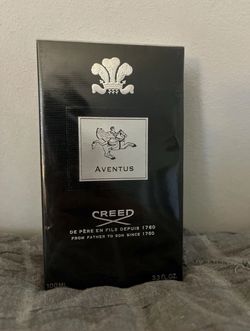 AVENTUS
CREED
DE PÈRE EN FILS DEPUIS 1760
FROM FATHER TO SON SINCE 1760
100ML 3.3 FL.OZ.